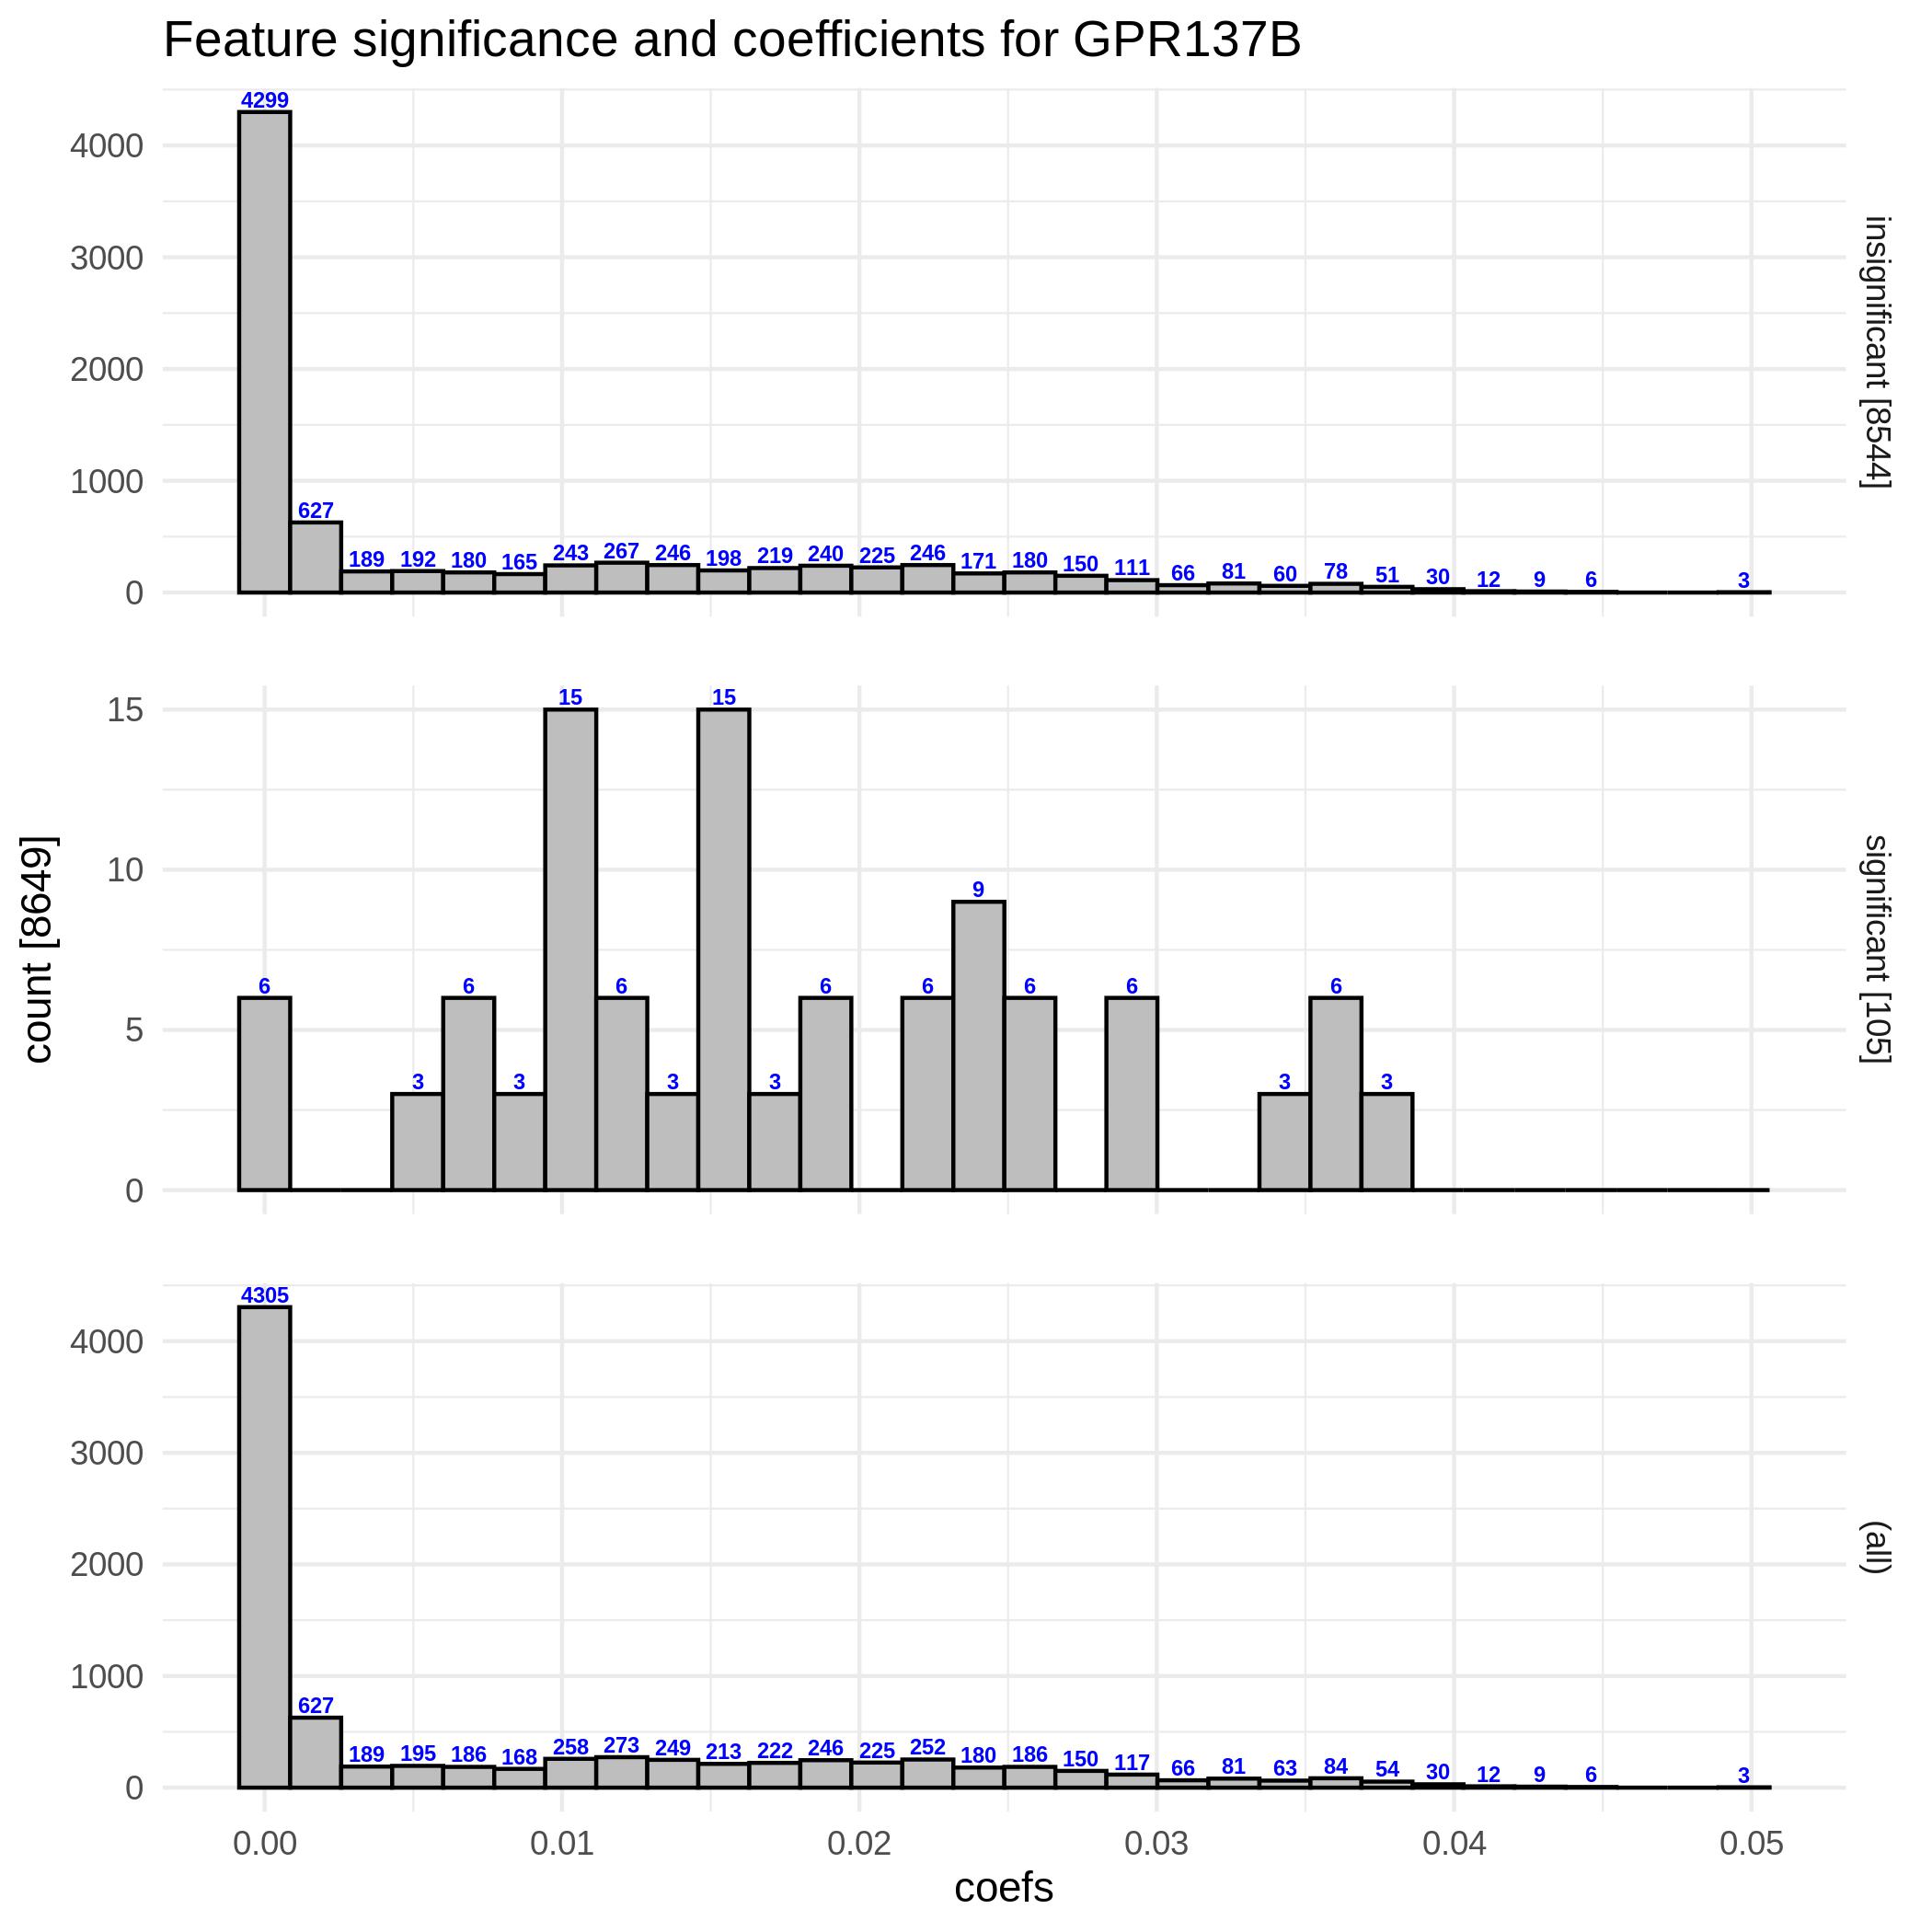 Feature significance and coefficients for GPR137B
4299
4000
3000
2000
1000
627
189 192 180 165 243 267 246 198 219 240 225 246 171 180 150 111 66 81 60 78 51 30 12 9 6 3
0
insignificant [8544]
15 15
15
10
9
6 6 6 6 6 6 6 6
5
3 3 3 3 3 3
0
significant [105]
count [8649]
4305
4000
3000
2000
1000
627
189 195 186 168 258 273 249 213 222 246 225 252 180 186 150 117 66 81 63 84 54 30 12 9 6 3
0
(all)
0.00 0.01 0.02 0.03 0.04 0.05
coefs